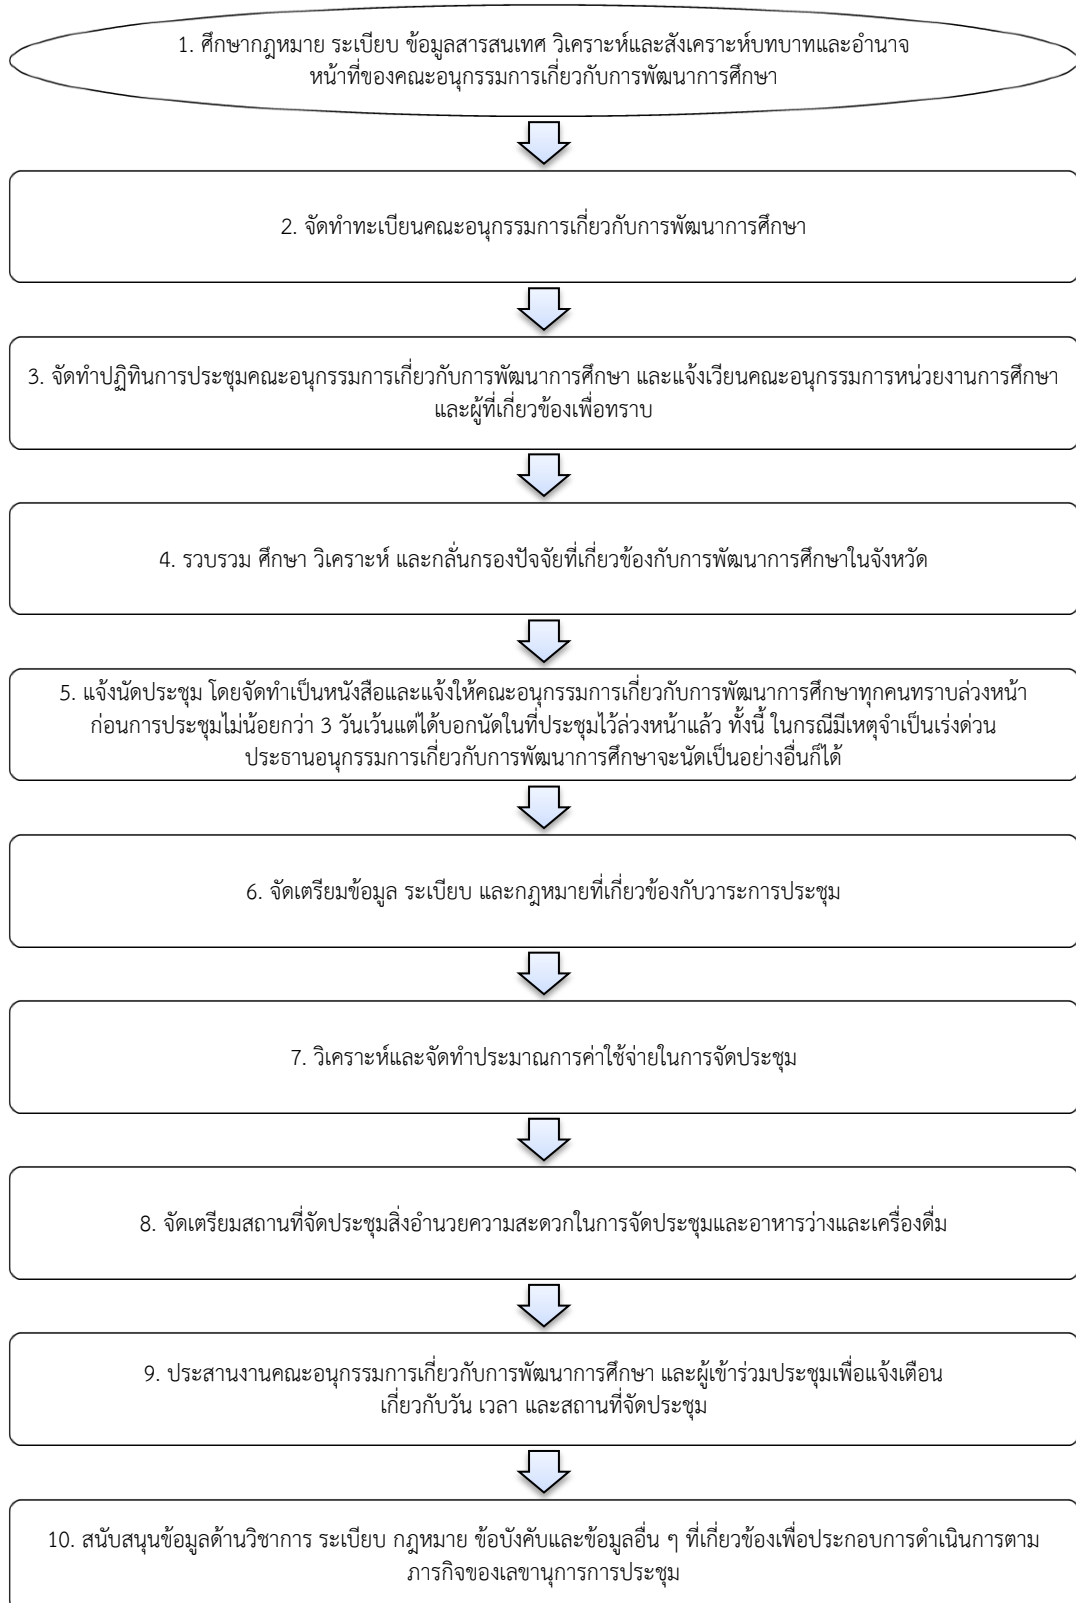 1. ศึกษากฎหมาย ระเบียบ ข้อมูลสารสนเทศ วิเคราะห์และสังเคราะห์บทบาทและอำนาจ
หน้าที่ของคณะอนุกรรมการเกี่ยวกับการพัฒนาการศึกษา
2. จัดทำทะเบียนคณะอนุกรรมการเกี่ยวกับการพัฒนาการศึกษา
3. จัดทำปฏิทินการประชุมคณะอนุกรรมการเกี่ยวกับการพัฒนาการศึกษา และแจ้งเวียนคณะอนุกรรมการหน่วยงานการศึกษา
และผู้ที่เกี่ยวข้องเพื่อทราบ
4. รวบรวม ศึกษา วิเคราะห์ และกลั่นกรองปัจจัยที่เกี่ยวข้องกับการพัฒนาการศึกษาในจังหวัด
5. แจ้งนัดประชุม โดยจัดทำเป็นหนังสือและแจ้งให้คณะอนุกรรมการเกี่ยวกับการพัฒนาการศึกษาทุกคนทราบล่วงหน้า
ก่อนการประชุมไม่น้อยกว่า 3 วันเว้นแต่ได้บอกนัดในที่ประชุมไว้ล่วงหน้าแล้ว ทั้งนี้ ในกรณีมีเหตุจำเป็นเร่งด่วน
ประธานอนุกรรมการเกี่ยวกับการพัฒนาการศึกษาจะนัดเป็นอย่างอื่นก็ได้
6. จัดเตรียมข้อมูล ระเบียบ และกฎหมายที่เกี่ยวข้องกับวาระการประชุม
7. วิเคราะห์และจัดทำประมาณการค่าใช้จ่ายในการจัดประชุม
8. จัดเตรียมสถานที่จัดประชุมสิ่งอำนวยความสะดวกในการจัดประชุมและอาหารว่างและเครื่องดื่ม
9. ประสานงานคณะอนุกรรมการเกี่ยวกับการพัฒนาการศึกษา และผู้เข้าร่วมประชุมเพื่อแจ้งเตือน
เกี่ยวกับวัน เวลา และสถานที่จัดประชุม
10. สนับสนุนข้อมูลด้านวิชาการ ระเบียบ กฎหมาย ข้อบังคับและข้อมูลอื่น ๆ ที่เกี่ยวข้องเพื่อประกอบการดำเนินการตาม
ภารกิจของเลขานุการการประชุม